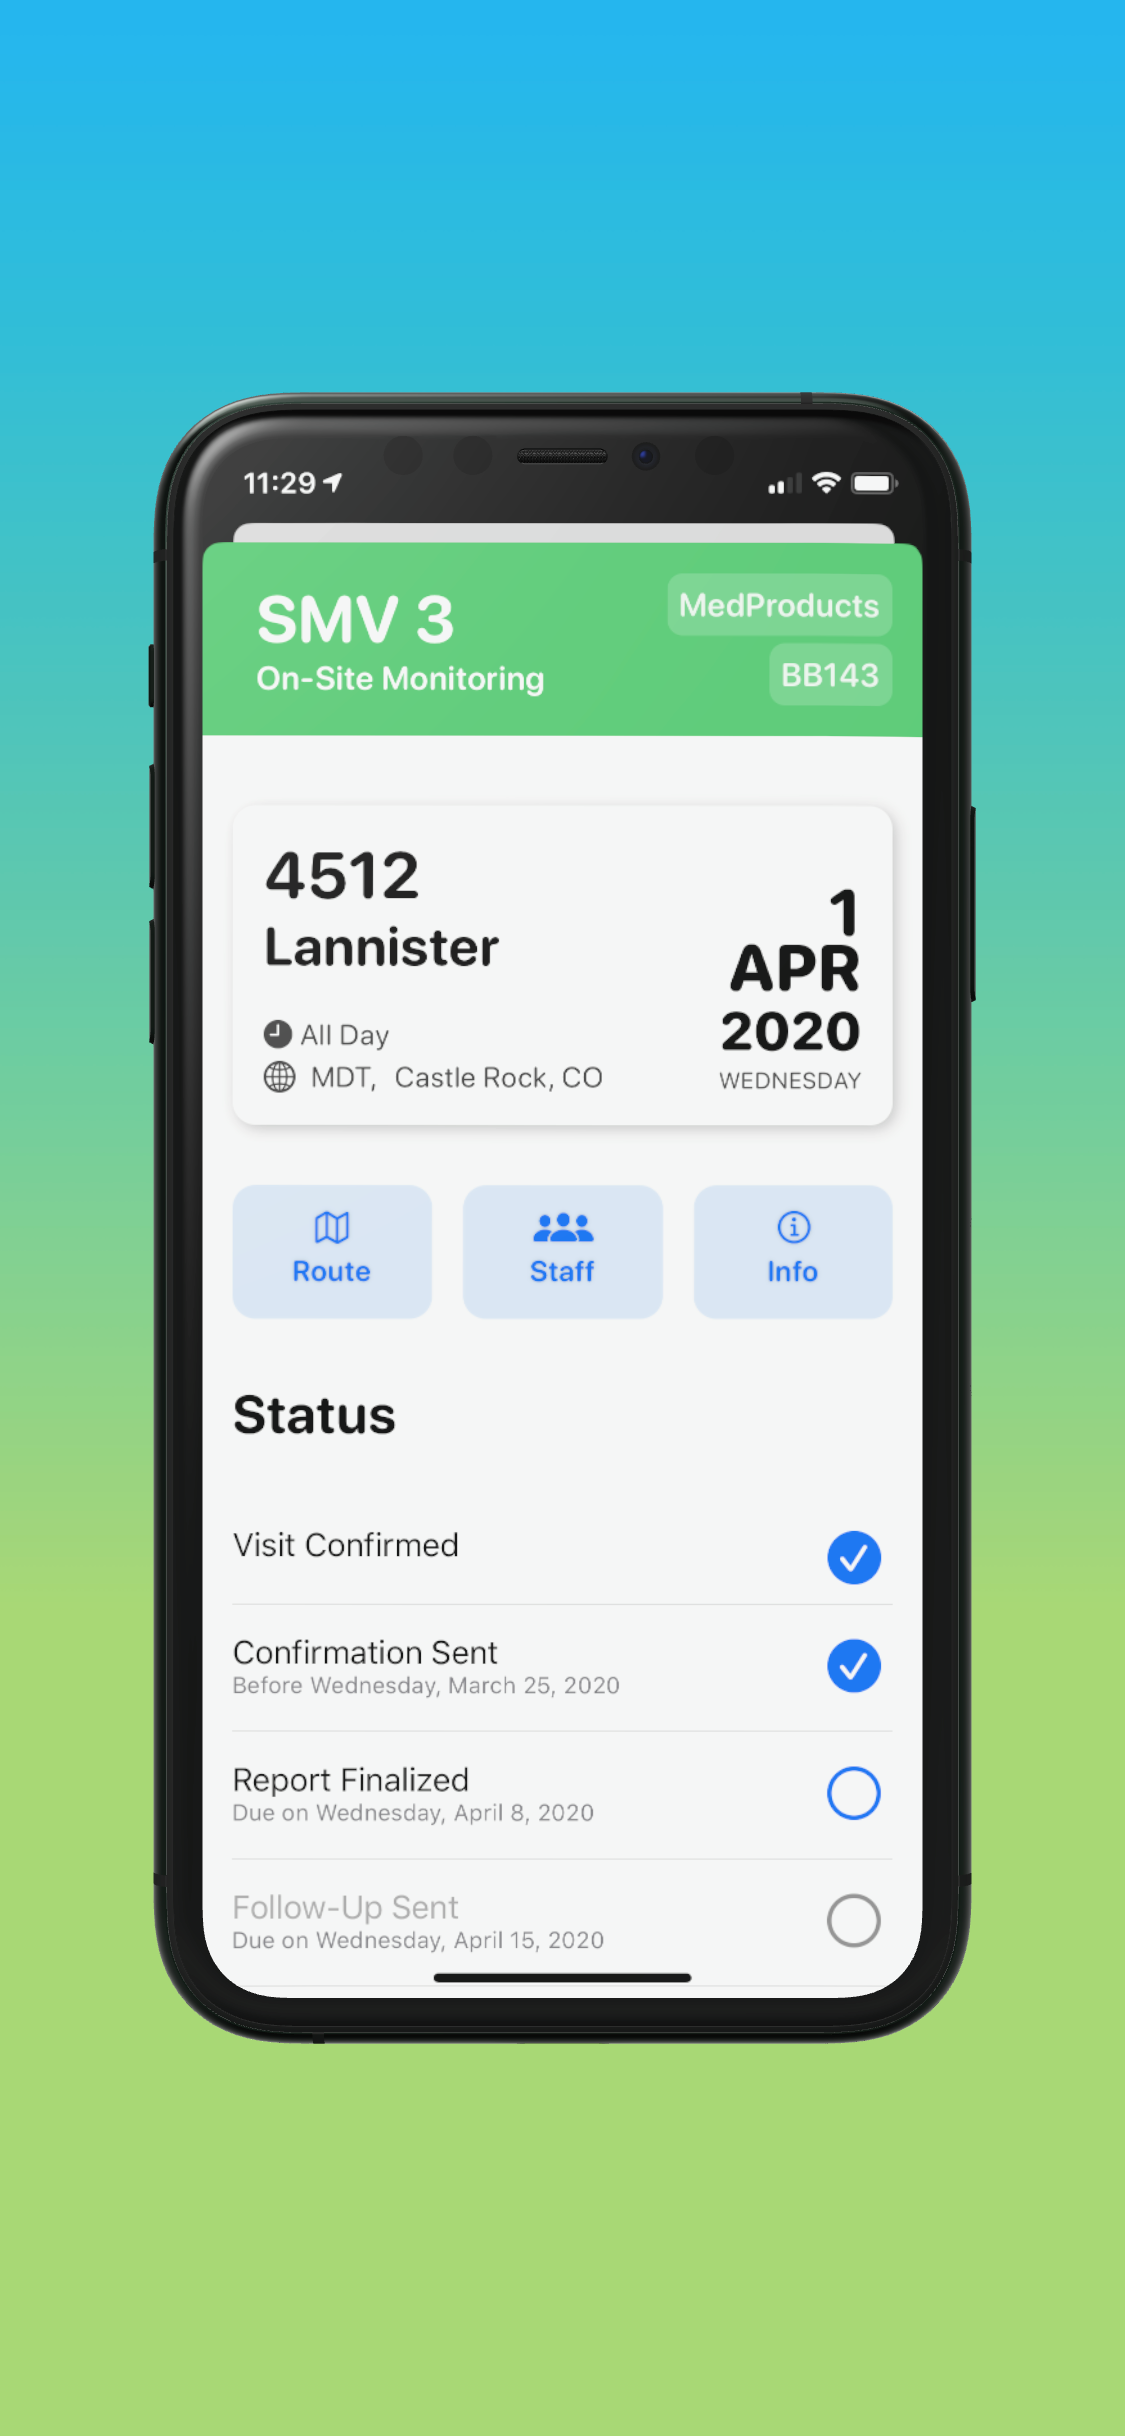 11:29
SMV 3
On-Site Monitoring
MedProducts
BB143
4512
Lannister
All Day
MDT, Castle Rock, CO
1
APR
2020
WEDNESDAY
Route
Staff
Info
Status
Visit Confirmed
Confirmation Sent
Before Wednesday, March 25, 2020
Report Finalized
Due on Wednesday, April 8, 2020
Follow-Up Sent
Due on Wednesday, April 15, 2020